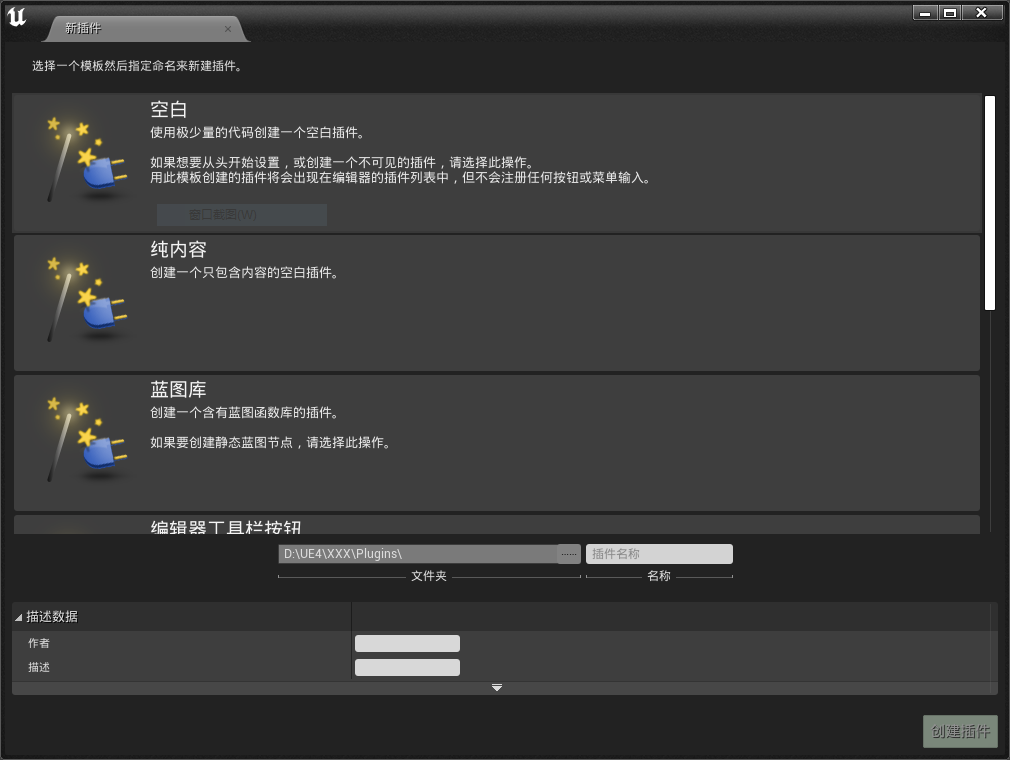 新插件
选择一个模板然后指定命名来新建插件。
空白
使用极少量的代码创建一个空白插件。
如果想要从头开始设置，或创建一个不可见的插件，请选择此操作。
用此模板创建的插件将会出现在编辑器的插件列表中，但不会注册任何按钮或菜单输入。
窗口截图(W)
纯内容
创建一个只包含内容的空白插件。
蓝图库
创建一个含有蓝图函数库的插件。
如果要创建静态蓝图节点，请选择此操作。
编辑器工具栏按钮
D:\UE4\XXX\Plugins\ ...... 插件名称
文件夹 名称
描述数据
作者
描述
创建插件